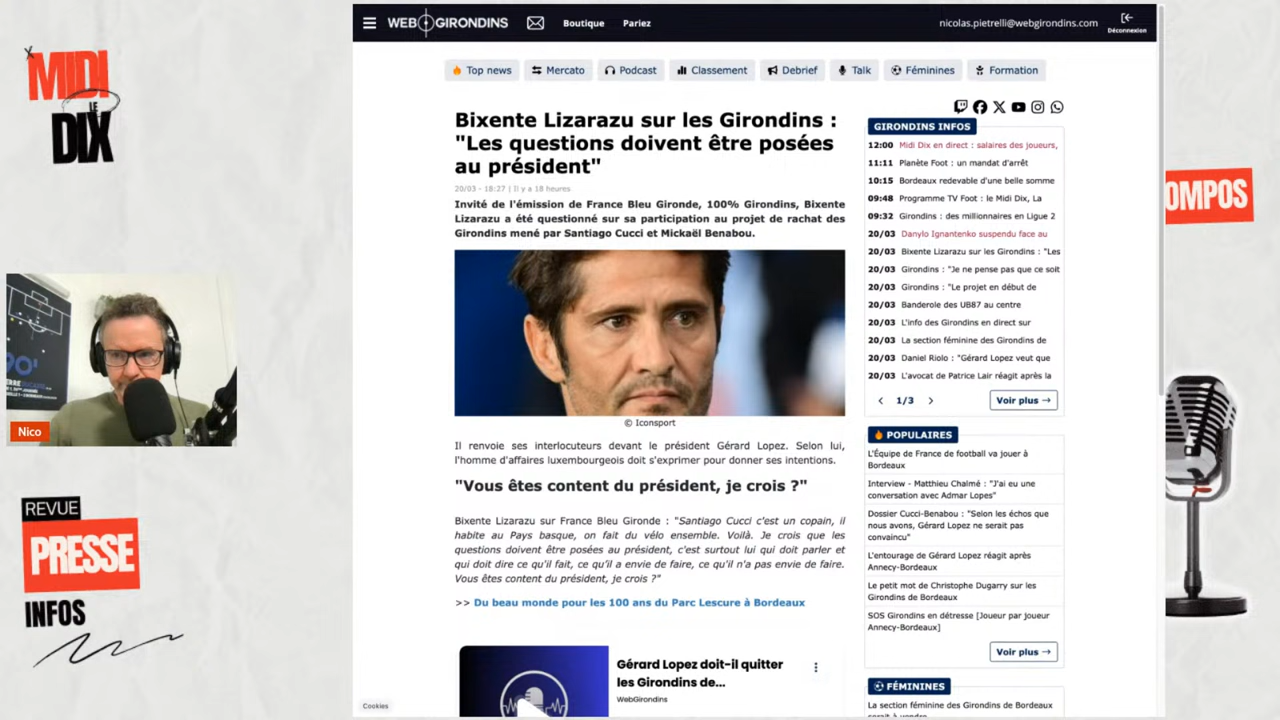 MIDI
LE
DIX
Nico
REVUE
PRESSE
INFOS
WEB GIRONDINS
Boutique
Pariez
nicolas.pietrelli@webgirondins.com
Déconnexion
Top news
Mercato
Podcast
Classement
Debrief
Talk
Féminines
Formation
Bixente Lizarazu sur les Girondins :
"Les questions doivent être posées
au président"
20/03 - 18:27 | Il y a 18 heures
Invité de l'émission de France Bleu Gironde, 100% Girondins, Bixente
Lizarazu a été questionné sur sa participation au projet de rachat des
Girondins mené par Santiago Cucci et Mickaël Benabou.
© Iconsport
Il renvoie ses interlocuteurs devant le président Gérard Lopez. Selon lui,
l'homme d'affaires luxembourgeois doit s'exprimer pour donner ses intentions.
"Vous êtes content du président, je crois ?"
Bixente Lizarazu sur France Bleu Gironde : "Santiago Cucci c'est un copain, il
habite au Pays basque, on fait du vélo ensemble. Voilà. Je crois que les
questions doivent être posées au président, c'est surtout lui qui doit parler et
qui doit dire ce qu'il fait, ce qu'il a envie de faire, ce qu'il n'a pas envie de faire.
Vous êtes content du président, je crois ?"
>> Du beau monde pour les 100 ans du Parc Lescure à Bordeaux
Gérard Lopez doit-il quitter
les Girondins de...
WebGirondins
Cookies
GIRONDINS INFOS
12:00 Midi Dix en direct : salaires des joueurs,
11:11 Planète Foot : un mandat d'arrêt
10:15 Bordeaux redevable d'une belle somme
09:48 Programme TV Foot : le Midi Dix, La
09:32 Girondins : des millionnaires en Ligue 2
20/03 Danylo Ignantenko suspendu face au
20/03 Bixente Lizarazu sur les Girondins : "Les
20/03 Girondins : "Je ne pense pas que ce soit
20/03 Girondins : "Le projet en début de
20/03 Banderole des UB87 au centre
20/03 L'info des Girondins en direct sur
20/03 La section féminine des Girondins de
20/03 Daniel Riolo : "Gérard Lopez veut que
20/03 L'avocat de Patrice Lair réagit après la
1/3
Voir plus →
POPULAIRES
L'Équipe de France de football va jouer à
Bordeaux
Interview - Matthieu Chalmé : "J'ai eu une
conversation avec Admar Lopes"
Dossier Cucci-Benabou : "Selon les échos que
nous avons, Gérard Lopez ne serait pas
convaincu"
L'entourage de Gérard Lopez réagit après
Annecy-Bordeaux
Le petit mot de Christophe Dugarry sur les
Girondins de Bordeaux
SOS Girondins en détresse [Joueur par joueur
Annecy-Bordeaux]
Voir plus →
FÉMININES
La section féminine des Girondins de Bordeaux
OMPOS